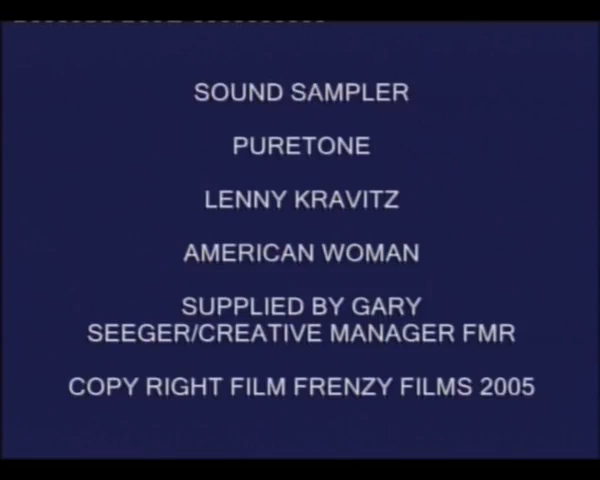 SOUND SAMPLER
PURETONE
LENNY KRAVITZ
AMERICAN WOMAN
SUPPLIED BY GARY
SEEGER/CREATIVE MANAGER FMR
COPY RIGHT FILM FRENZY FILMS 2005